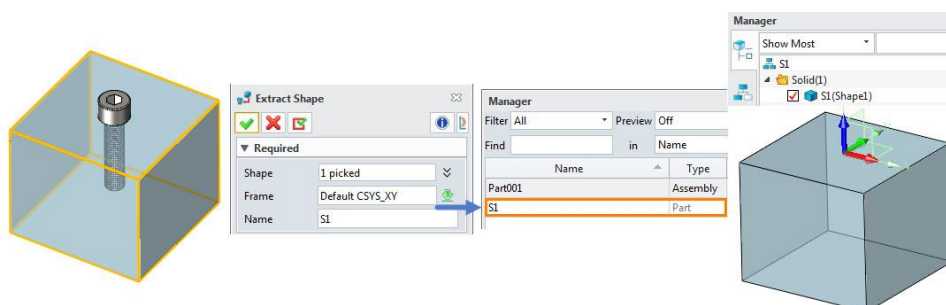 Extract Shape
Required
Shape 1 picked
Frame Default CSYS_XY
Name S1
Manager
Filter All Preview Off
Find in Name
Name Type
Part001 Assembly
S1 Part
Manager
Show Most
S1
Solid(1)
S1(Shape1)